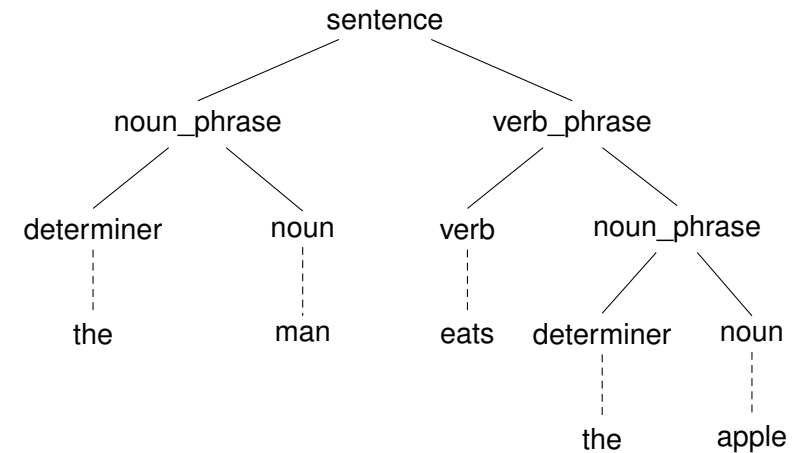 sentence
noun_phrase verb_phrase
determiner noun verb noun_phrase
the man eats determiner noun
the apple